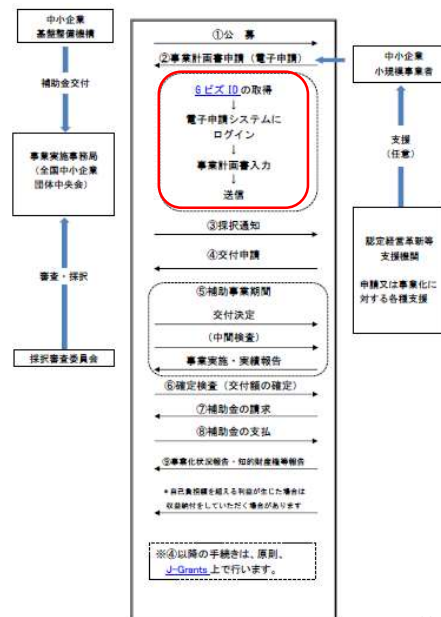 中小企業
基盤整備機構
補助金交付
事業実施事務局
（全国中小企業
団体中央会）
審査・採択
採択審査委員会
①公　募
②事業計画書申請（電子申請）
GビズIDの取得
↓
電子申請システムに
ログイン
↓
事業計画書入力
↓
送信
③採択通知
④交付申請
⑤補助事業期間
交付決定
（中間検査）
事業実施・実績報告
⑥確定検査（交付額の確定）
⑦補助金の請求
⑧補助金の支払
⑨事業化状況報告・知的財産権等報告
＊自己負担額を超える利益が生じた場合は
収益納付をしていただく場合があります
※④以降の手続きは、原則、
J-Grants上で行います。
中小企業
小規模事業者
支援
（任意）
認定経営革新等
支援機関
申請又は事業化に
対する各種支援